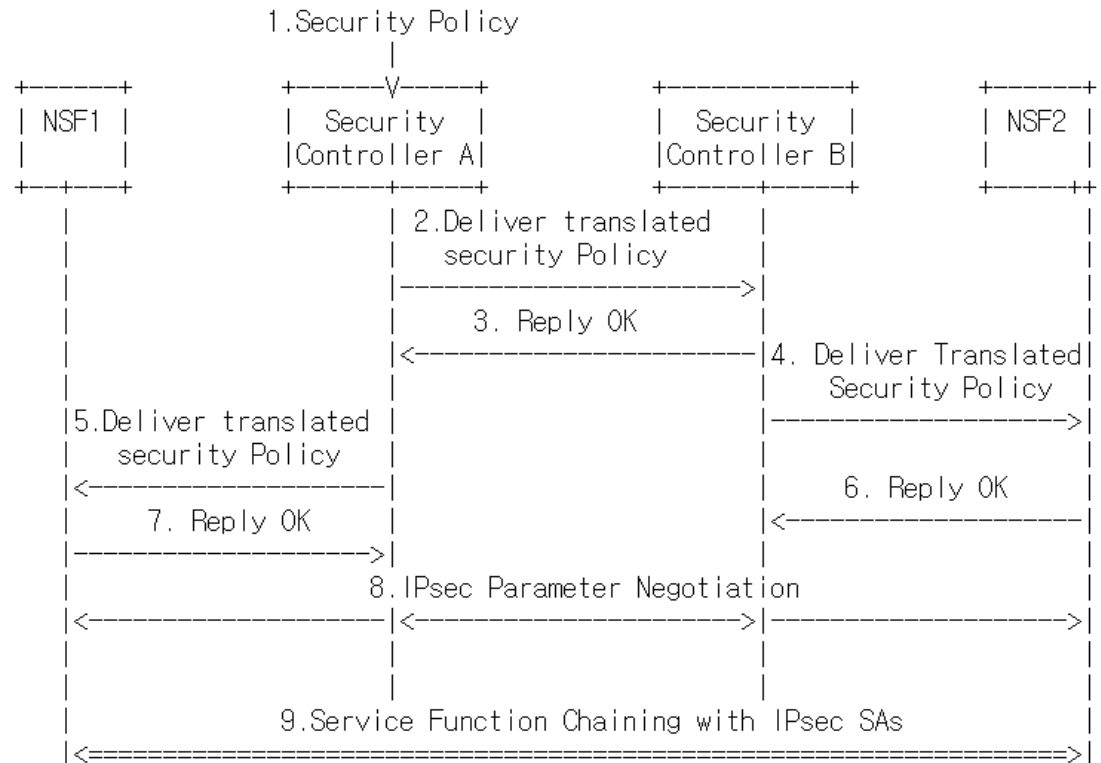 1.Security Policy
NSF1
Security
Controller A
Security
Controller B
NSF2
2.Deliver translated
security Policy
3. Reply OK
4. Deliver Translated
Security Policy
5.Deliver translated
security Policy
6. Reply OK
7. Reply OK
8.IPsec Parameter Negotiation
9.Service Function Chaining with IPsec SAs